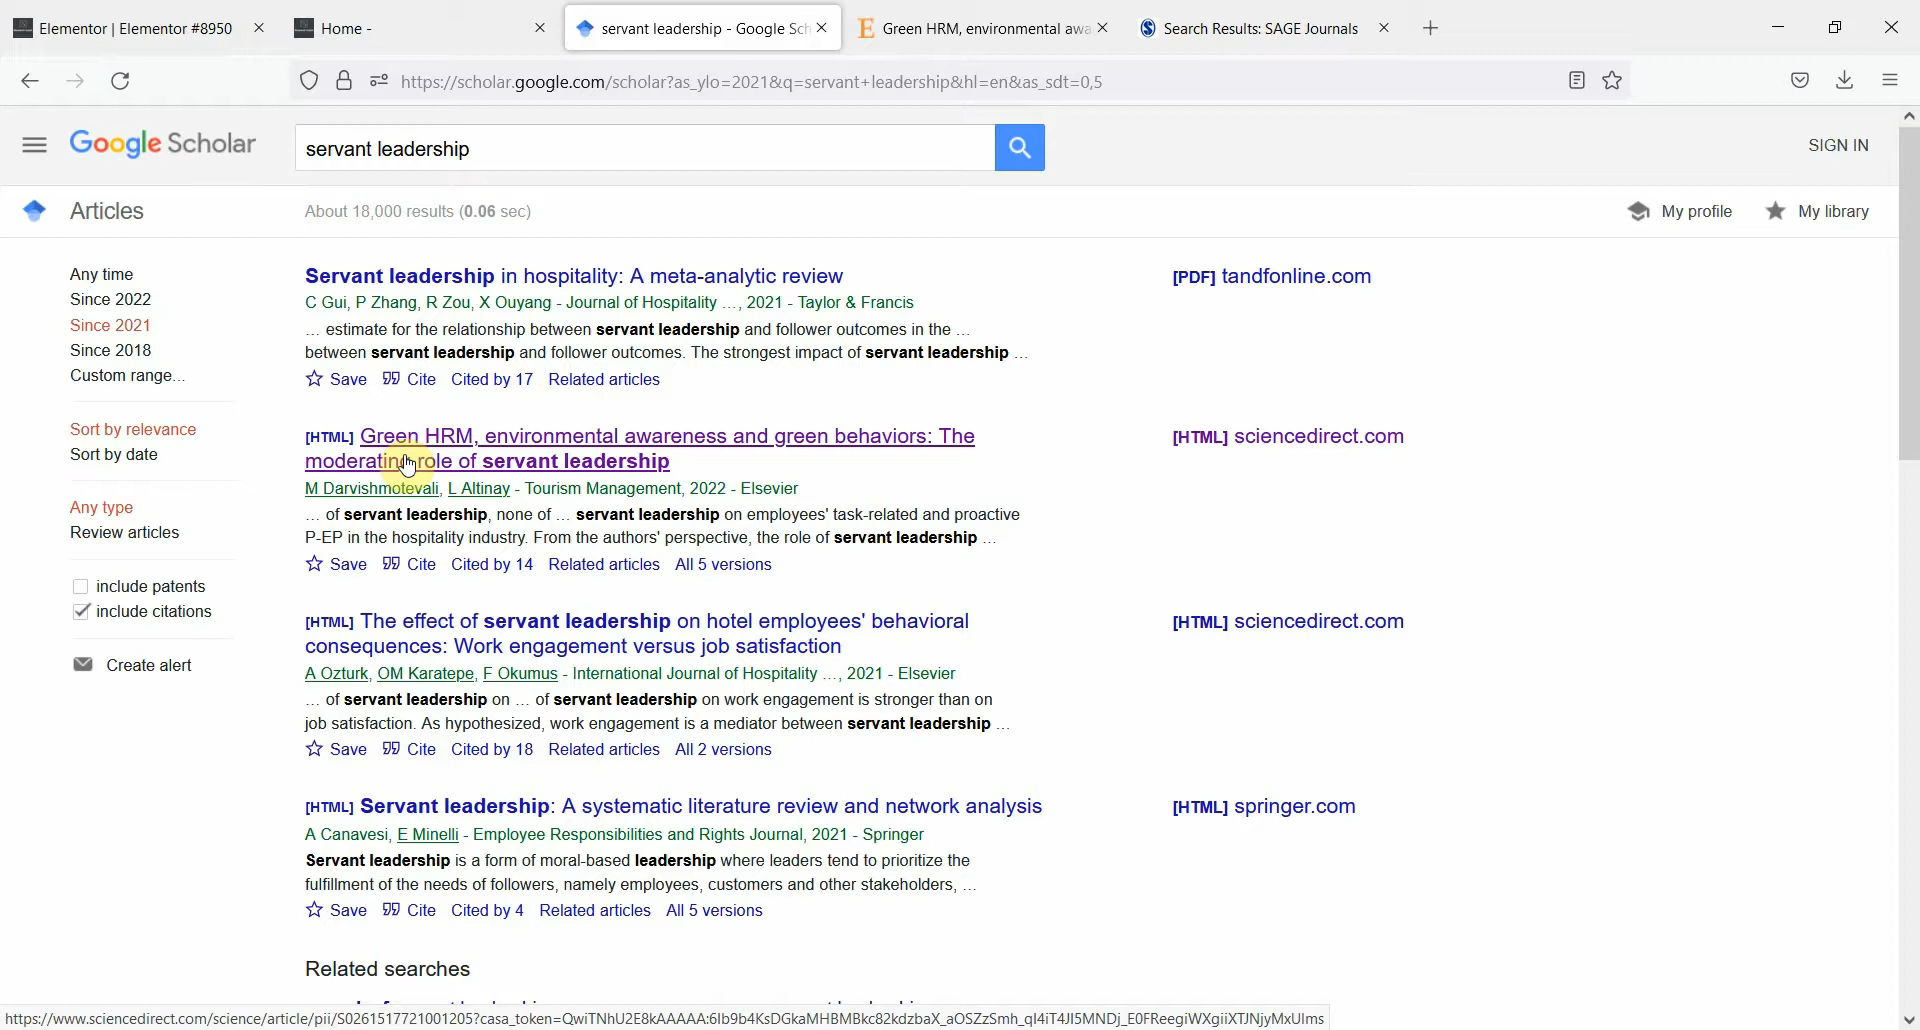 Elementor | Elementor #8950
Home -
servant leadership - Google Sch
Green HRM, environmental awa
Search Results: SAGE Journals
https://scholar.google.com/scholar?as_ylo=2021&q=servant+leadership&hl=en&as_sdt=0,5
Google Scholar
servant leadership
SIGN IN
Articles
About 18,000 results (0.06 sec)
My profile
My library
Any time
Since 2022
Since 2021
Since 2018
Custom range...
Sort by relevance
Sort by date
Any type
Review articles
include patents
include citations
Create alert
Servant leadership in hospitality: A meta-analytic review
[PDF] tandfonline.com
C Gui, P Zhang, R Zou, X Ouyang - Journal of Hospitality …, 2021 - Taylor & Francis
… estimate for the relationship between servant leadership and follower outcomes in the …
between servant leadership and follower outcomes. The strongest impact of servant leadership …
Save Cite Cited by 17 Related articles
[HTML] Green HRM, environmental awareness and green behaviors: The
moderating role of servant leadership
[HTML] sciencedirect.com
M Darvishmotevali, L Altinay - Tourism Management, 2022 - Elsevier
… of servant leadership, none of … servant leadership on employees' task-related and proactive
P-EP in the hospitality industry. From the authors' perspective, the role of servant leadership …
Save Cite Cited by 14 Related articles All 5 versions
[HTML] The effect of servant leadership on hotel employees' behavioral
consequences: Work engagement versus job satisfaction
[HTML] sciencedirect.com
A Ozturk, OM Karatepe, F Okumus - International Journal of Hospitality …, 2021 - Elsevier
… of servant leadership on … of servant leadership on work engagement is stronger than on
job satisfaction. As hypothesized, work engagement is a mediator between servant leadership …
Save Cite Cited by 18 Related articles All 2 versions
[HTML] Servant leadership: A systematic literature review and network analysis
[HTML] springer.com
A Canavesi, E Minelli - Employee Responsibilities and Rights Journal, 2021 - Springer
Servant leadership is a form of moral-based leadership where leaders tend to prioritize the
fulfillment of the needs of followers, namely employees, customers and other stakeholders, …
Save Cite Cited by 4 Related articles All 5 versions
Related searches